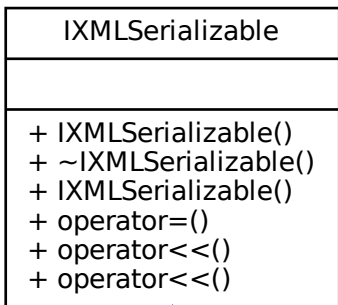 IXMLSerializable
+ IXMLSerializable()
+ ~IXMLSerializable()
+ IXMLSerializable()
+ operator=()
+ operator<<()
+ operator<<()